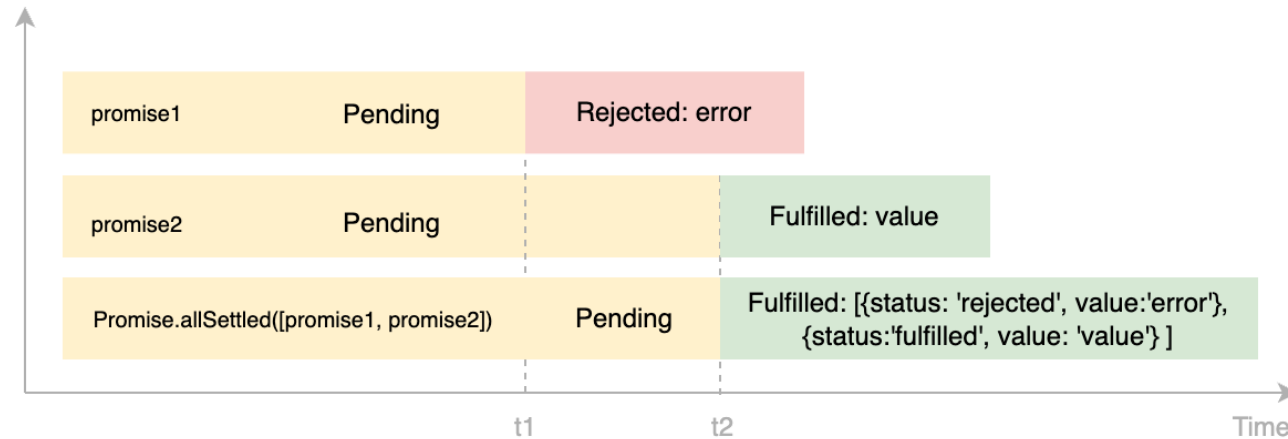 promise1 Pending Rejected: error
promise2 Pending Fulfilled: value
Promise.allSettled([promise1, promise2]) Pending Fulfilled: [{status: 'rejected', value:'error'},
{status:'fulfilled', value: 'value'} ]
t1 t2 Time